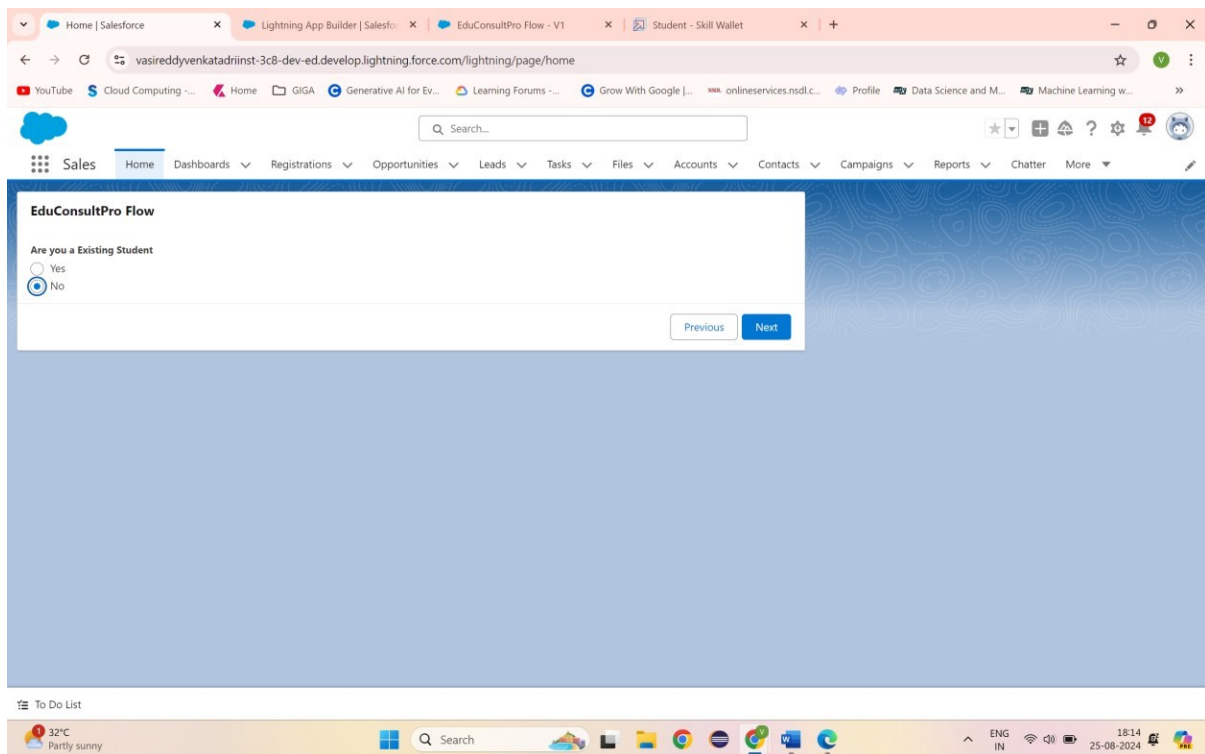 Home | Salesforce
Lightning App Builder | Salesfor
EduConsultPro Flow - V1
Student - Skill Wallet
vasireddyvenkatadriinst-3c8-dev-ed.develop.lightning.force.com/lightning/page/home
V
YouTube Cloud Computing -... Home GIGA Generative AI for Ev... Learning Forums -... Grow With Google |... onlineservices.nsdl.c... Profile Data Science and M... Machine Learning w... »
Search...
12
Sales Home Dashboards Registrations Opportunities Leads Tasks Files Accounts Contacts Campaigns Reports Chatter More
EduConsultPro Flow
Are you a Existing Student
Yes
No
Previous Next
To Do List
1 32°C
Partly sunny
Search
ENG
IN
18:14
25-08-2024
PRE